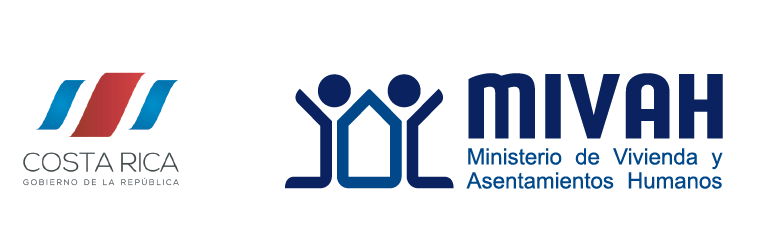 COSTA RICA
GOBIERNO DE LA REPÚBLICA
MIVAH
Ministerio de Vivienda y
Asentamientos Humanos